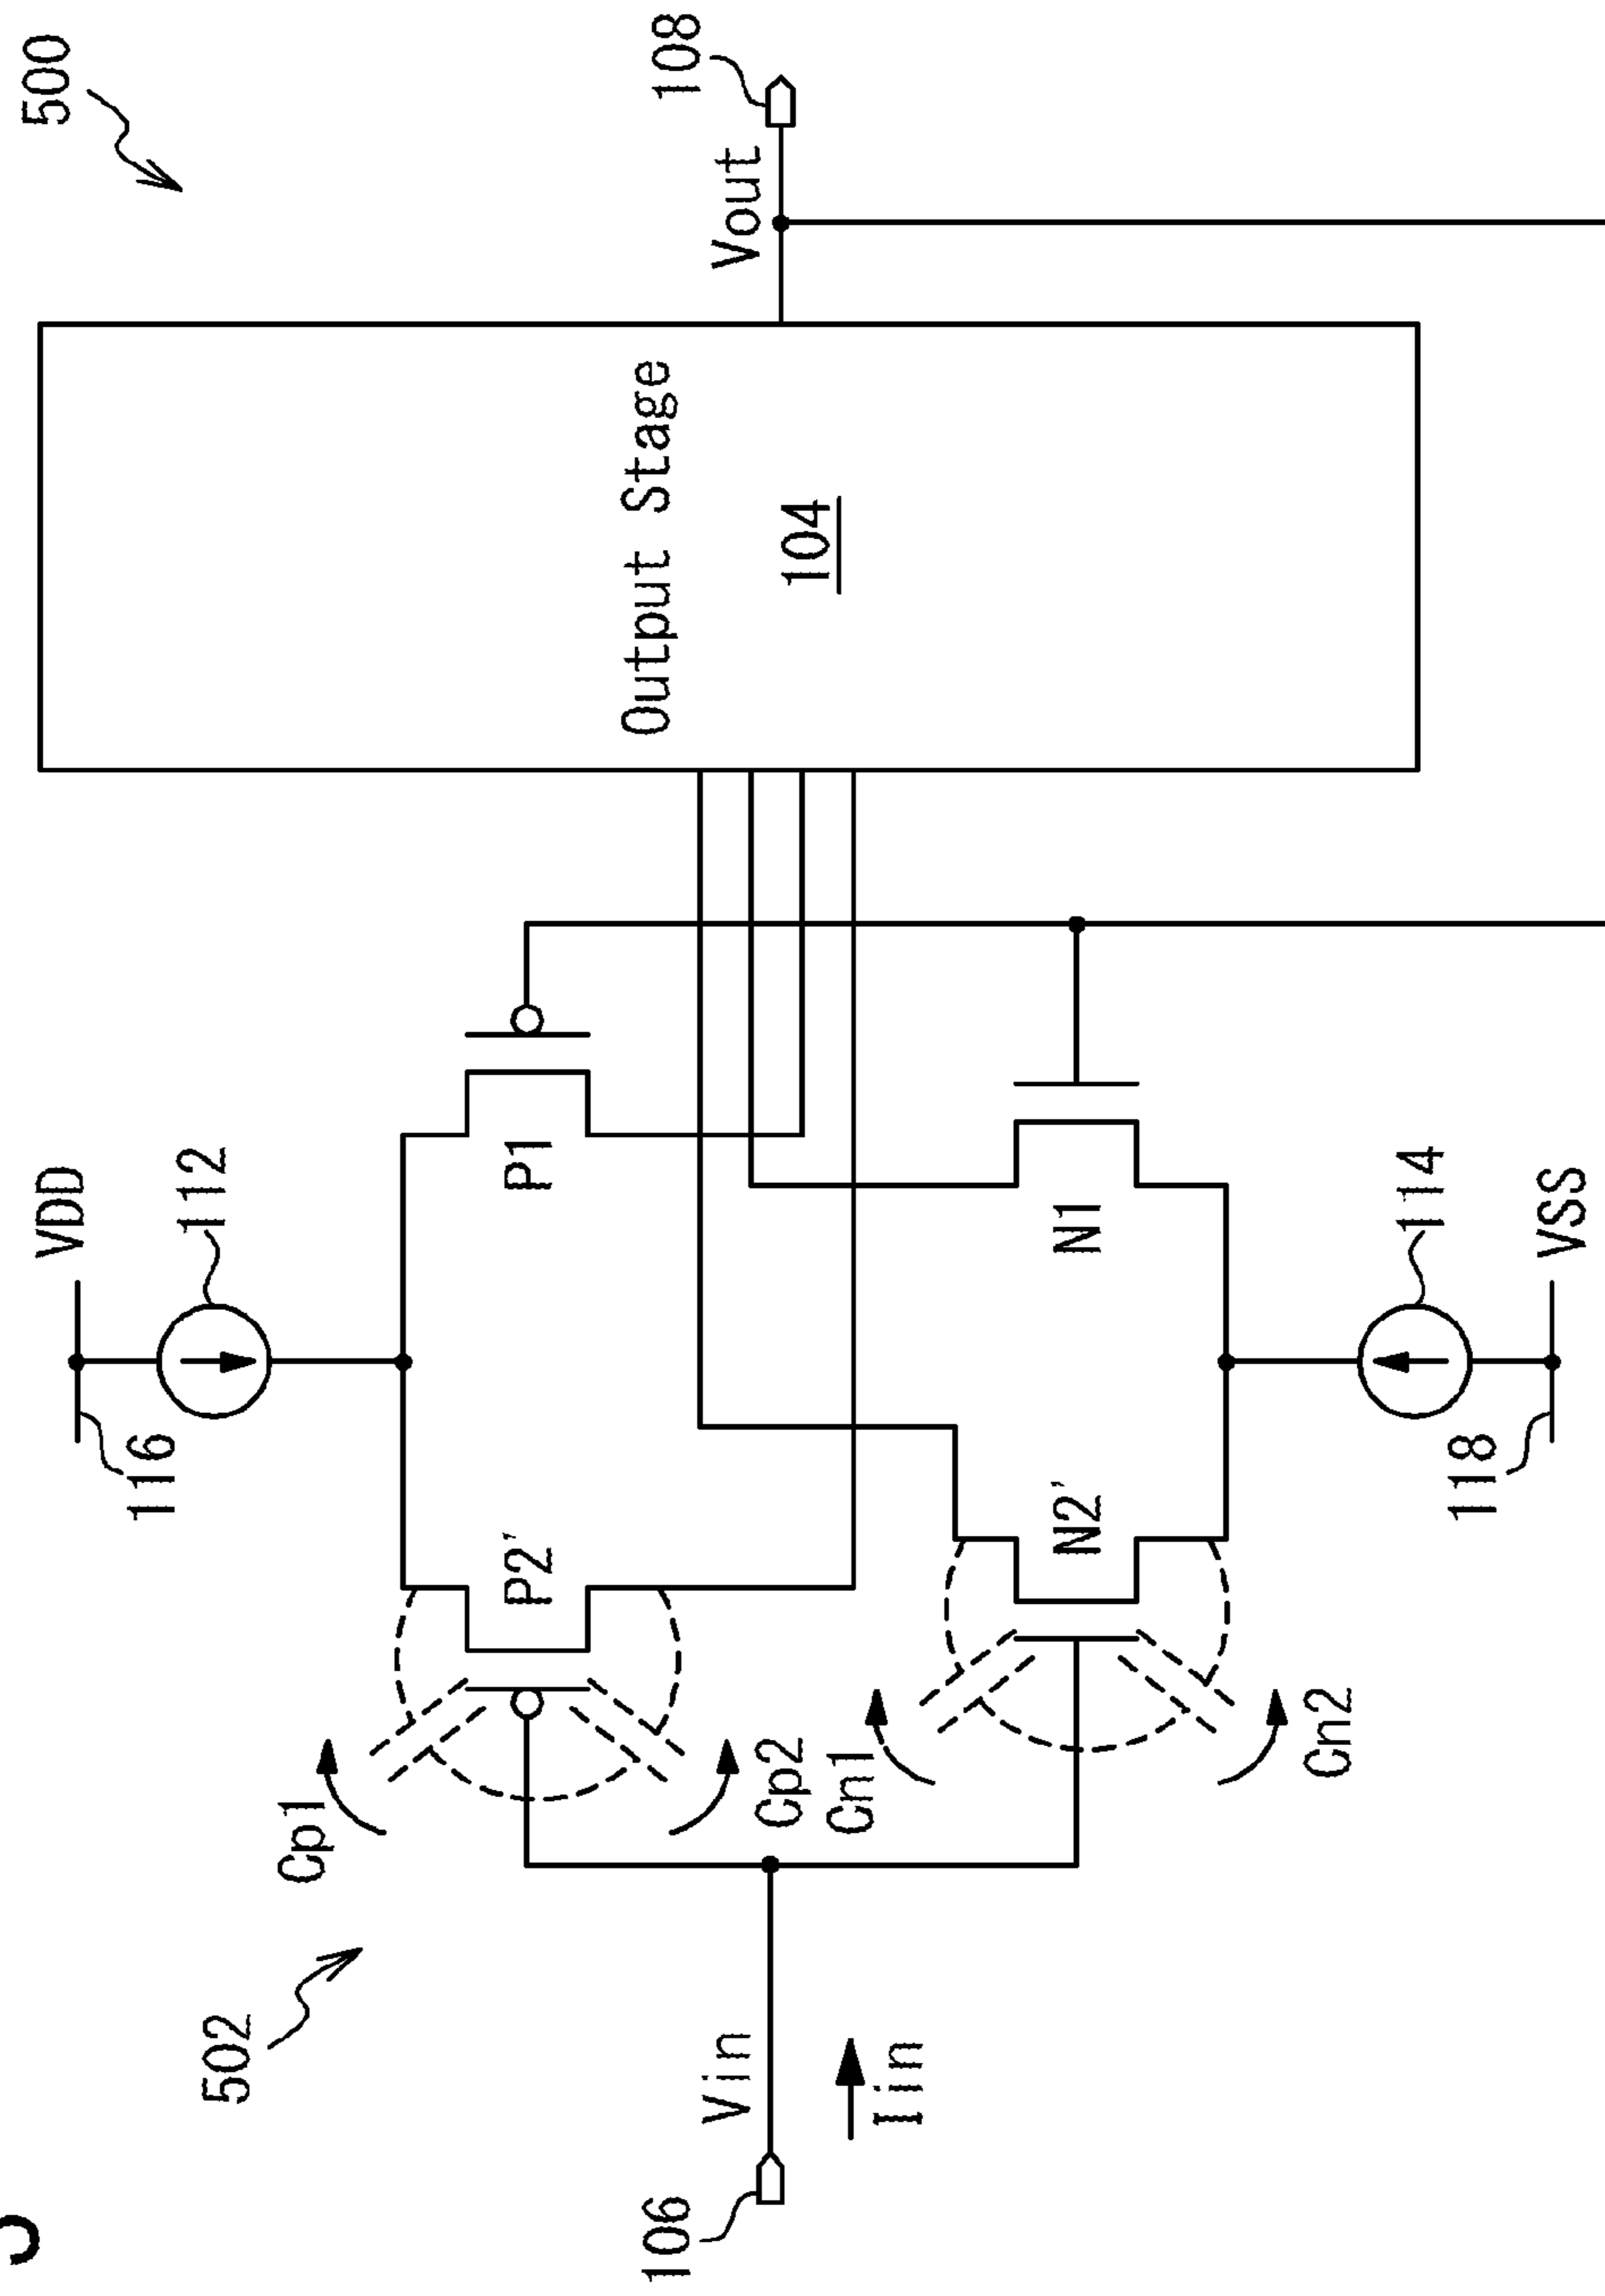 500
VDD
116
112
502
Cp1
P2'
P1
Output Stage
106
108
Vin
Vout
Cp2
104
Cn1
Iin
N2'
N1
Cn2
114
118
VSS